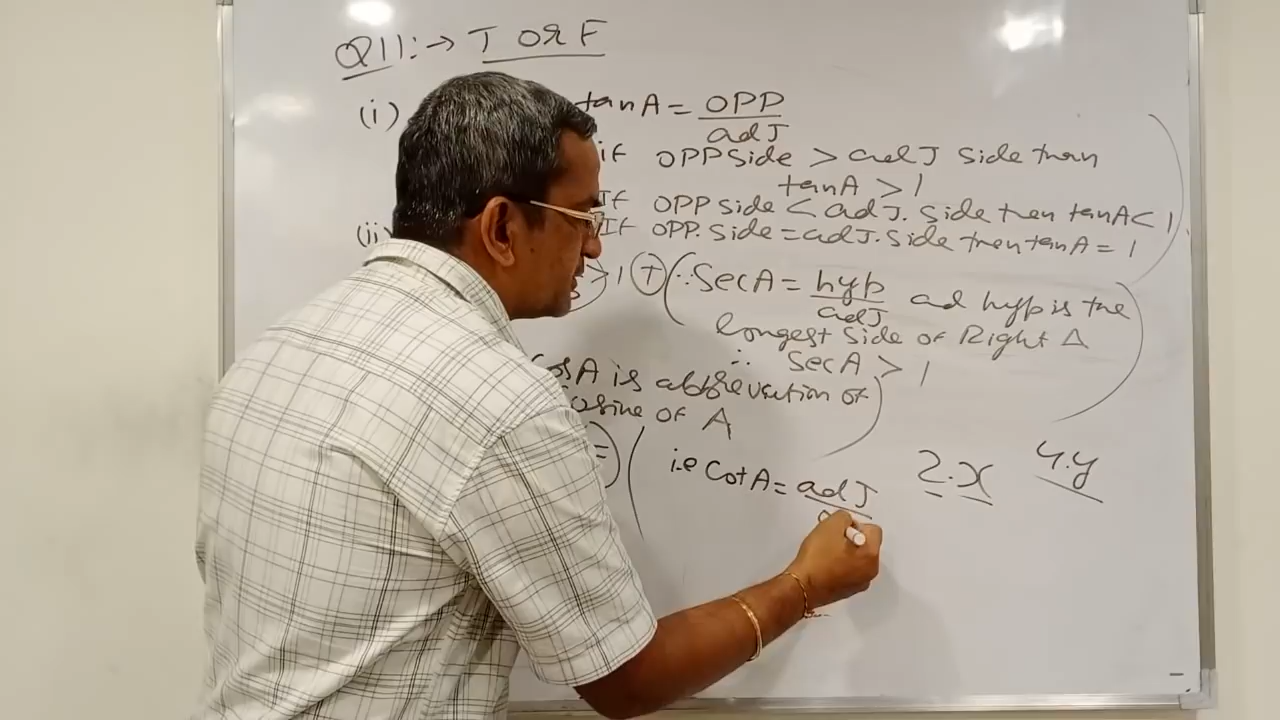 Q11:→ T OR F
(i) tanA = OPP
adJ
if OPPSide > adJ side then
tanA > 1
If OPP side < adJ. Side then tanA < 1
(ii) If OPP. Side = adJ. Side then tanA = 1
> 1 (T) (∵ SecA = hyp
adJ ad hyp is the
longest Side of Right Δ
∴ SecA > 1
CosA is abbrevation of
cosine of A )
(F) ( i.e CotA = adJ
2.x 4.y